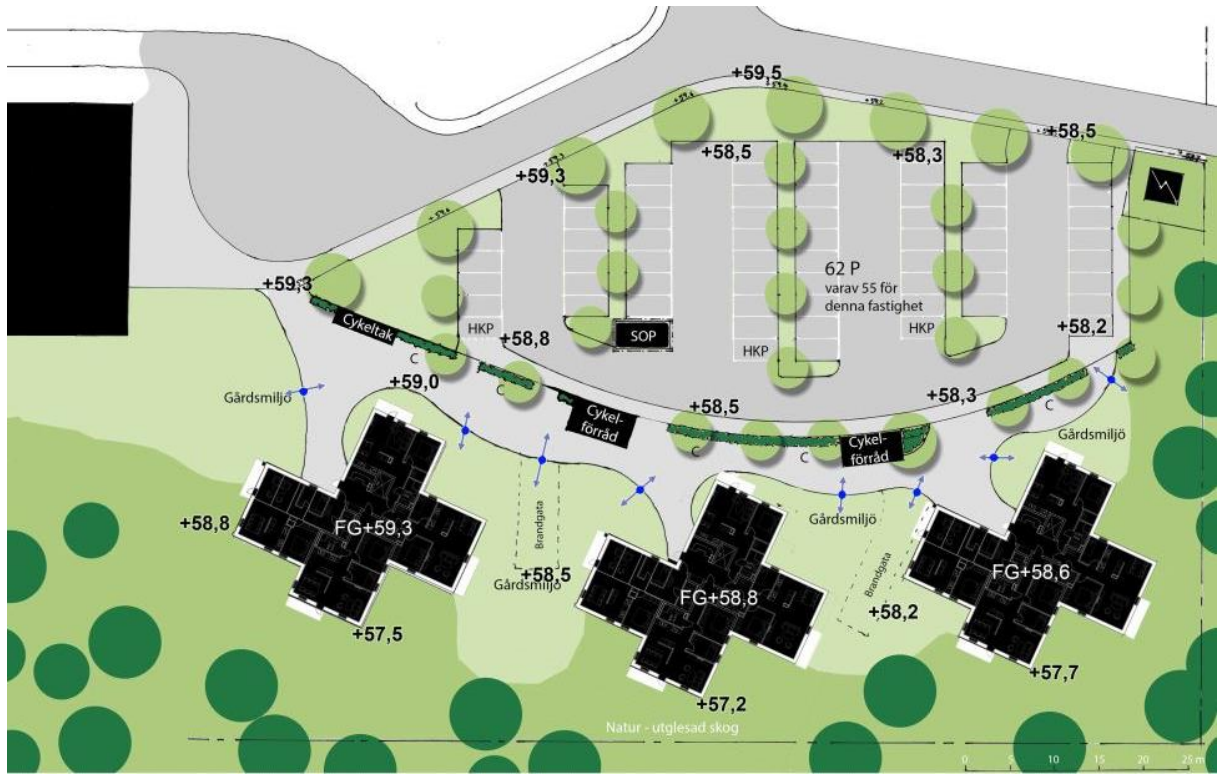 +59,5
+58,5
+58,5
+58,3
+59,3
+59,3
62 P
varav 55 för
denna fastighet
Cykeltak
HKP
+58,8
SOP
HKP
HKP
+58,2
C
+59,0
C
Gårdsmiljö
Cykel-
förråd
+58,5
+58,3
C
C
C
Cykel-
förråd
Gårdsmiljö
+58,8
FG+59,3
Brandgata
+58,5
Gårdsmiljö
Gårdsmiljö
Brandgata
+58,2
FG+58,8
FG+58,6
+57,5
+57,2
+57,7
Natur - utglesad skog
0 5 10 15 20 25 m